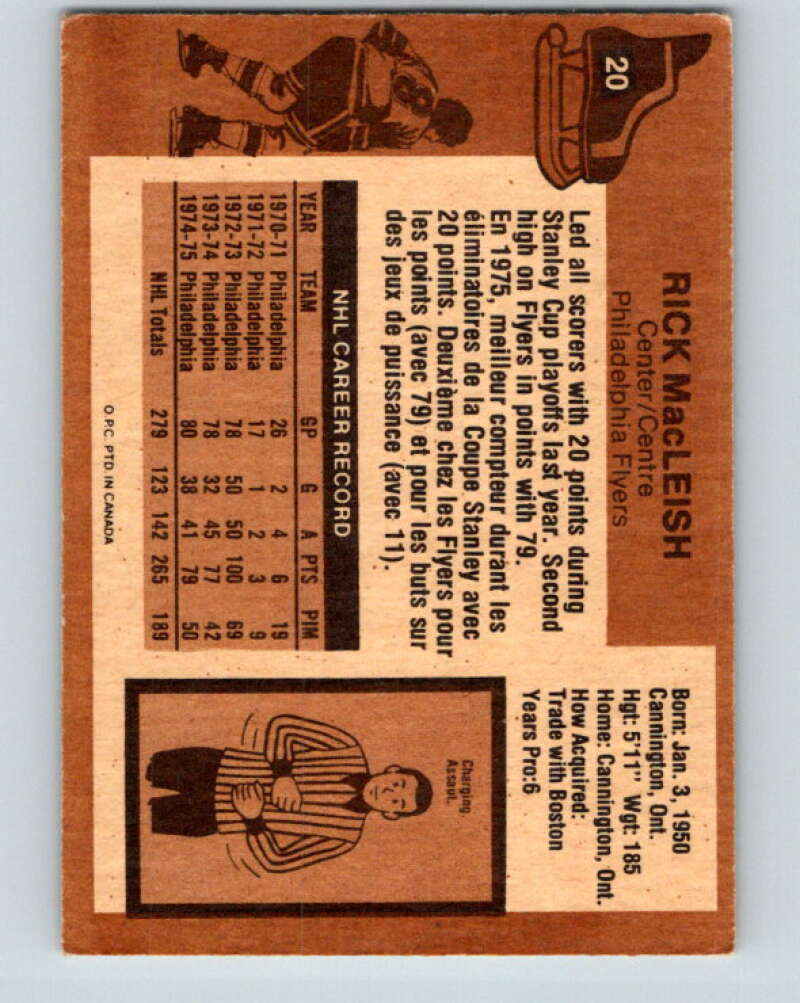 20
RICK MacLEISH
Center/Centre
Philadelphia Flyers
8
Led all scorers with 20 points during
Stanley Cup playoffs last year. Second
high on Flyers in points with 79.
En 1975, meilleur compteur durant les
éliminatoires de la Coupe Stanley avec
20 points. Deuxième chez les Flyers pour
les points (avec 79) et pour les buts sur
des jeux de puissance (avec 11).
Born: Jan. 3, 1950
Cannington, Ont.
Hgt: 5'11" Wgt: 185
Home: Cannington, Ont.
How Acquired:
Trade with Boston
Years Pro:6
NHL CAREER RECORD
YEAR TEAM GP G A PTS PIM
1970-71 Philadelphia 26 2 4 6 19
1971-72 Philadelphia 17 1 2 3 9
1972-73 Philadelphia 78 50 50 100 69
1973-74 Philadelphia 78 32 45 77 42
1974-75 Philadelphia 80 38 41 79 50
NHL Totals 279 123 142 265 189
Charging
Assaut.
O.P.C. PTD. IN CANADA